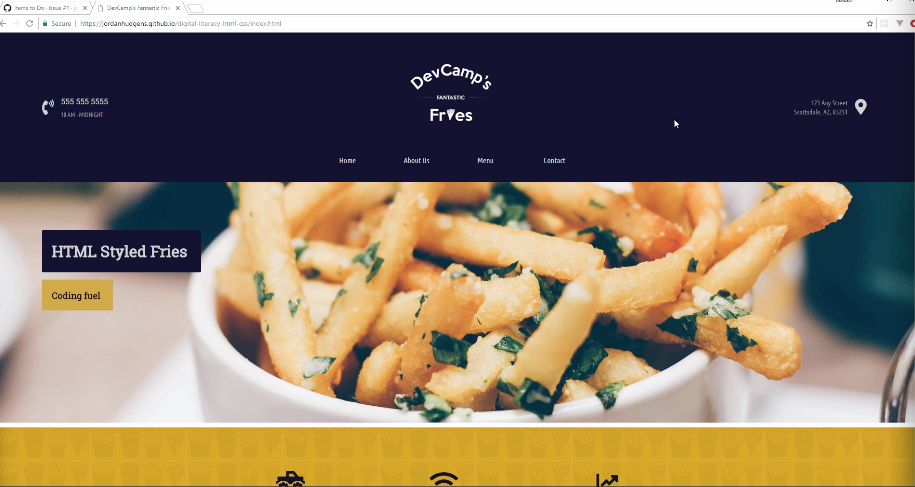 Items to Do · Issue #1 ·
DevCamp's Fantastic Frie
Secure
https://jordanhudgens.github.io/digital-literacy-html-css/index.html
555 555 5555
10 AM - MIDNIGHT
DevCamp's
FANTASTIC
Fries
123 Any Street
Scottsdale, AZ, 85251
Home
About Us
Menu
Contact
HTML Styled Fries
Coding fuel